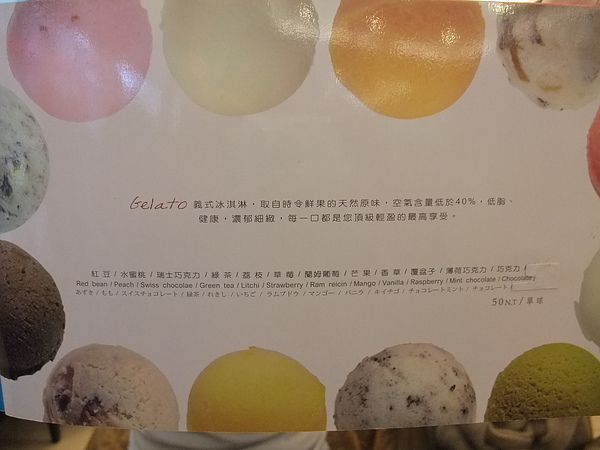 Gelato 義式冰淇淋，取自時令鮮果的天然原味，空氣含量低於40%，低脂、
健康，濃郁細緻，每一口都是您頂級輕盈的最高享受。
紅豆 / 水蜜桃 / 瑞士巧克力 / 綠茶 / 荔枝 / 草莓 / 蘭姆葡萄 / 芒果 / 香草 / 覆盆子 / 薄荷巧克力 / 巧克力
Red bean / Peach / Swiss chocolae / Green tea / Litchi / Strawberry / Ram reicin / Mango / Vanilla / Raspberry / Mint chocolate / Chocolate
あずき / もも / スイスチョコレート / 緑茶 / れきし / いちご / ラムブドウ / マンゴー / バニラ / キイチゴ / チョコレートミント / チョコレート
50N.T / 單球